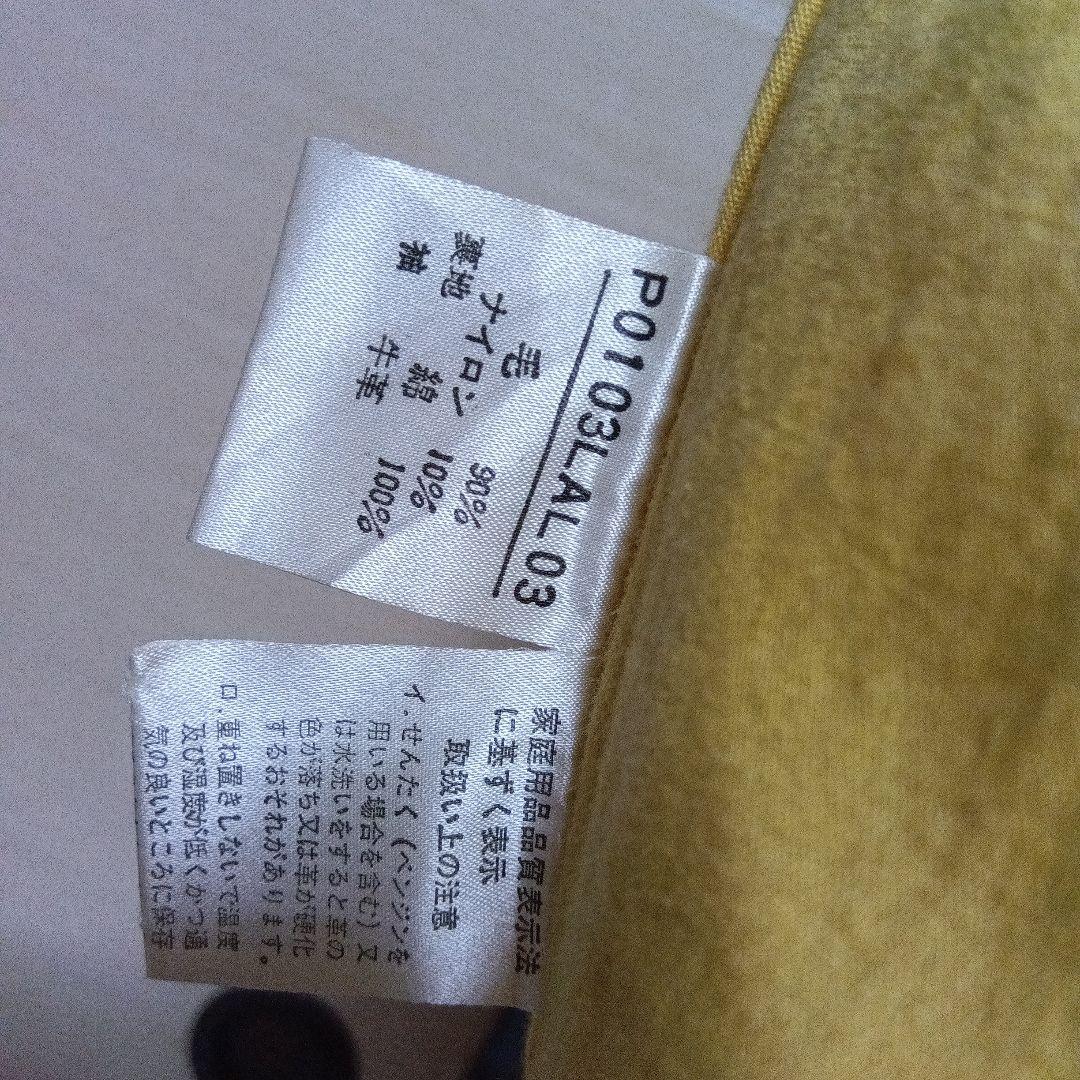 P0103LAL03
毛 90%
ナイロン 10%
裏地 綿 100%
袖 牛革
家庭用品品質表示法
に基ずく表示
取扱い上の注意
イ.せんたく(ベンジンを
用いる場合を含む)又
は水洗いをすると革の
色が落ち又は革が硬化
するおそれがあります。
ロ.重ね置きしないで温度
及び湿度が低くかつ通
気の良いところに保存